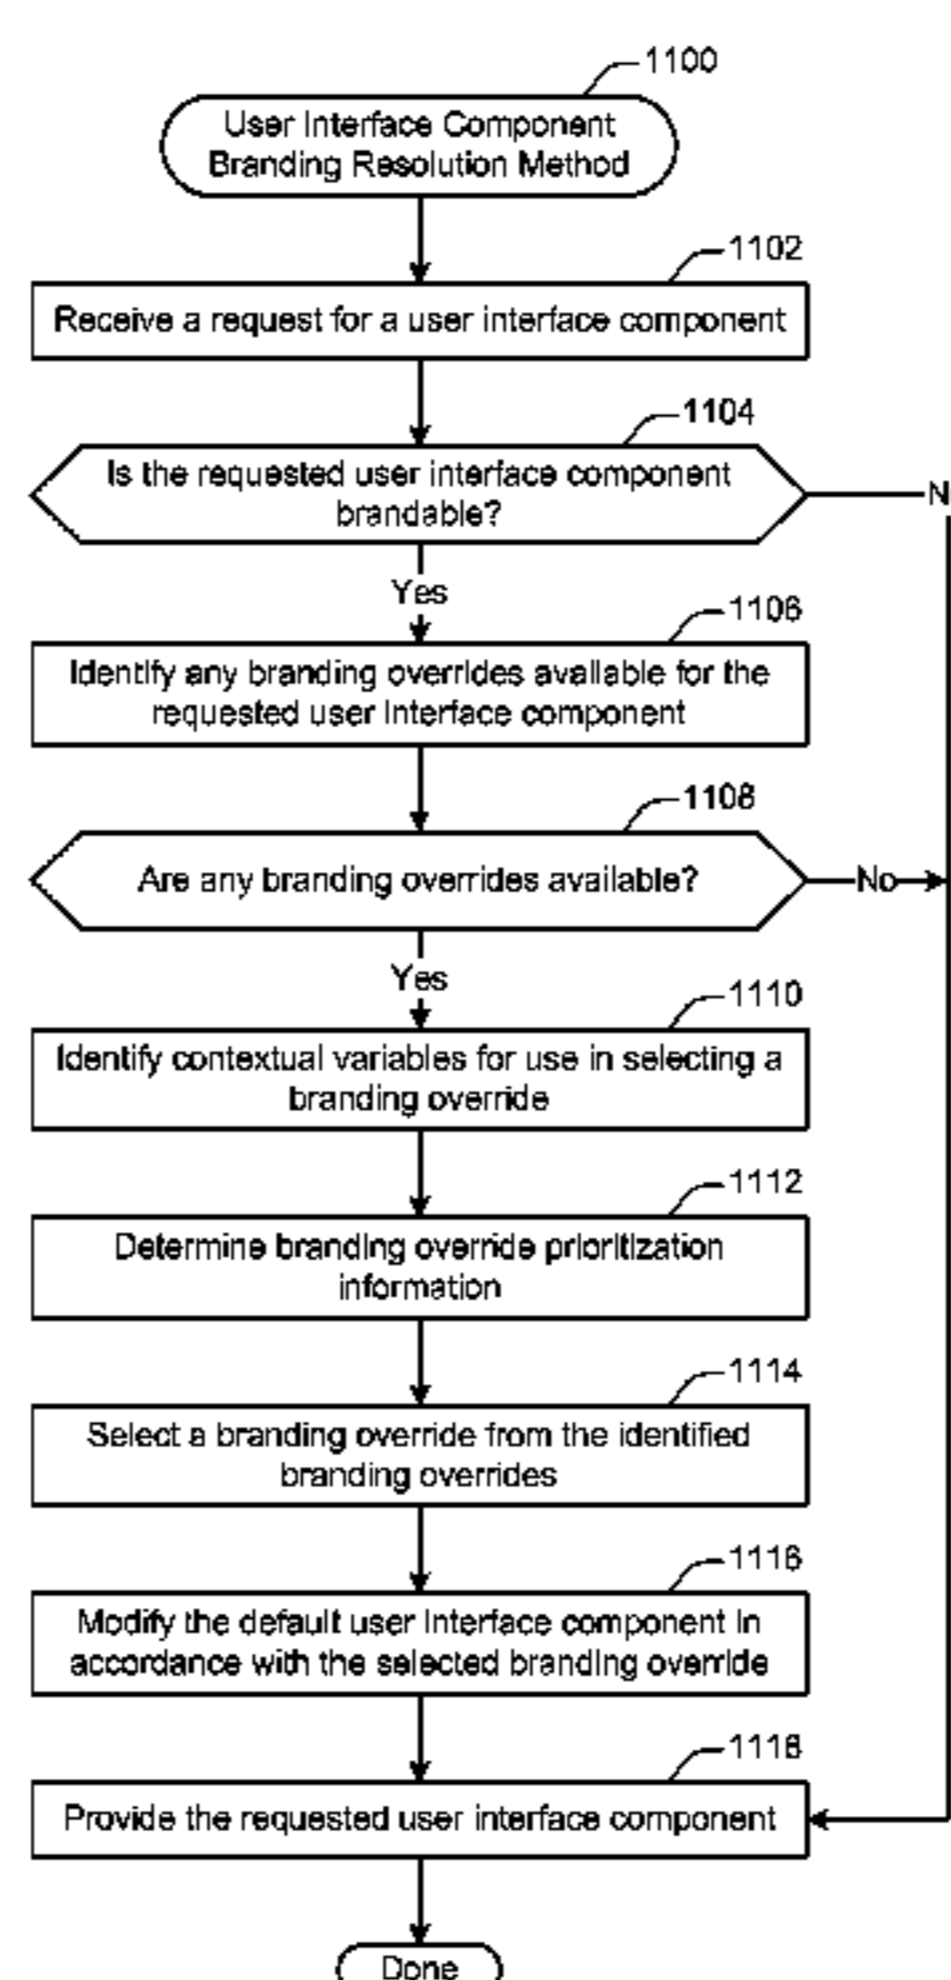 1100
User Interface Component
Branding Resolution Method
1102
Receive a request for a user interface component
1104
Is the requested user interface component
brandable?
N
Yes
1106
Identify any branding overrides available for the
requested user interface component
1108
Are any branding overrides available?
No
Yes
1110
Identify contextual variables for use in selecting a
branding override
1112
Determine branding override prioritization
information
1114
Select a branding override from the identified
branding overrides
1116
Modify the default user interface component in
accordance with the selected branding override
1118
Provide the requested user interface component
Done